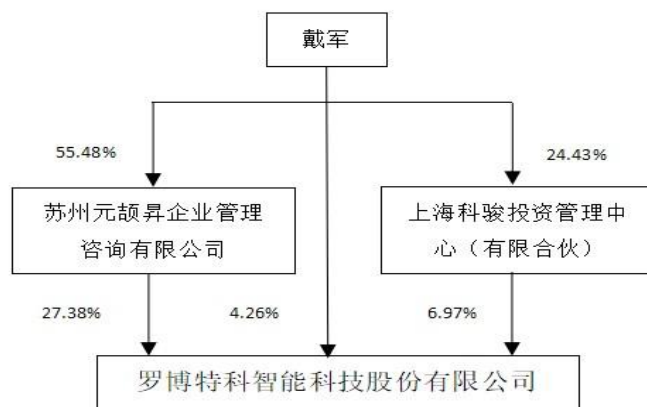 戴军
55.48%
24.43%
苏州元颉昇企业管理
咨询有限公司
上海科骏投资管理中
心（有限合伙）
27.38%
4.26%
6.97%
罗博特科智能科技股份有限公司